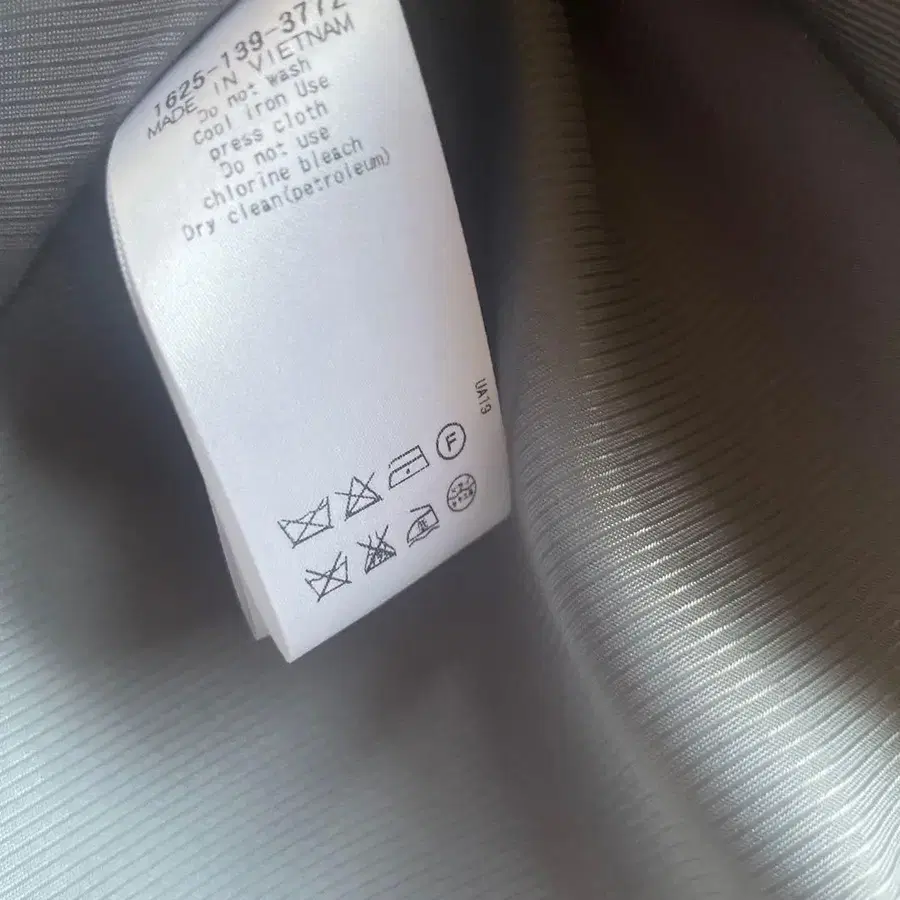 1625-139-3772
MADE IN VIETNAM
Do not wash
Cool iron Use
press cloth
Do not use
chlorine bleach
Dry clean(petroleum)
UA19
F